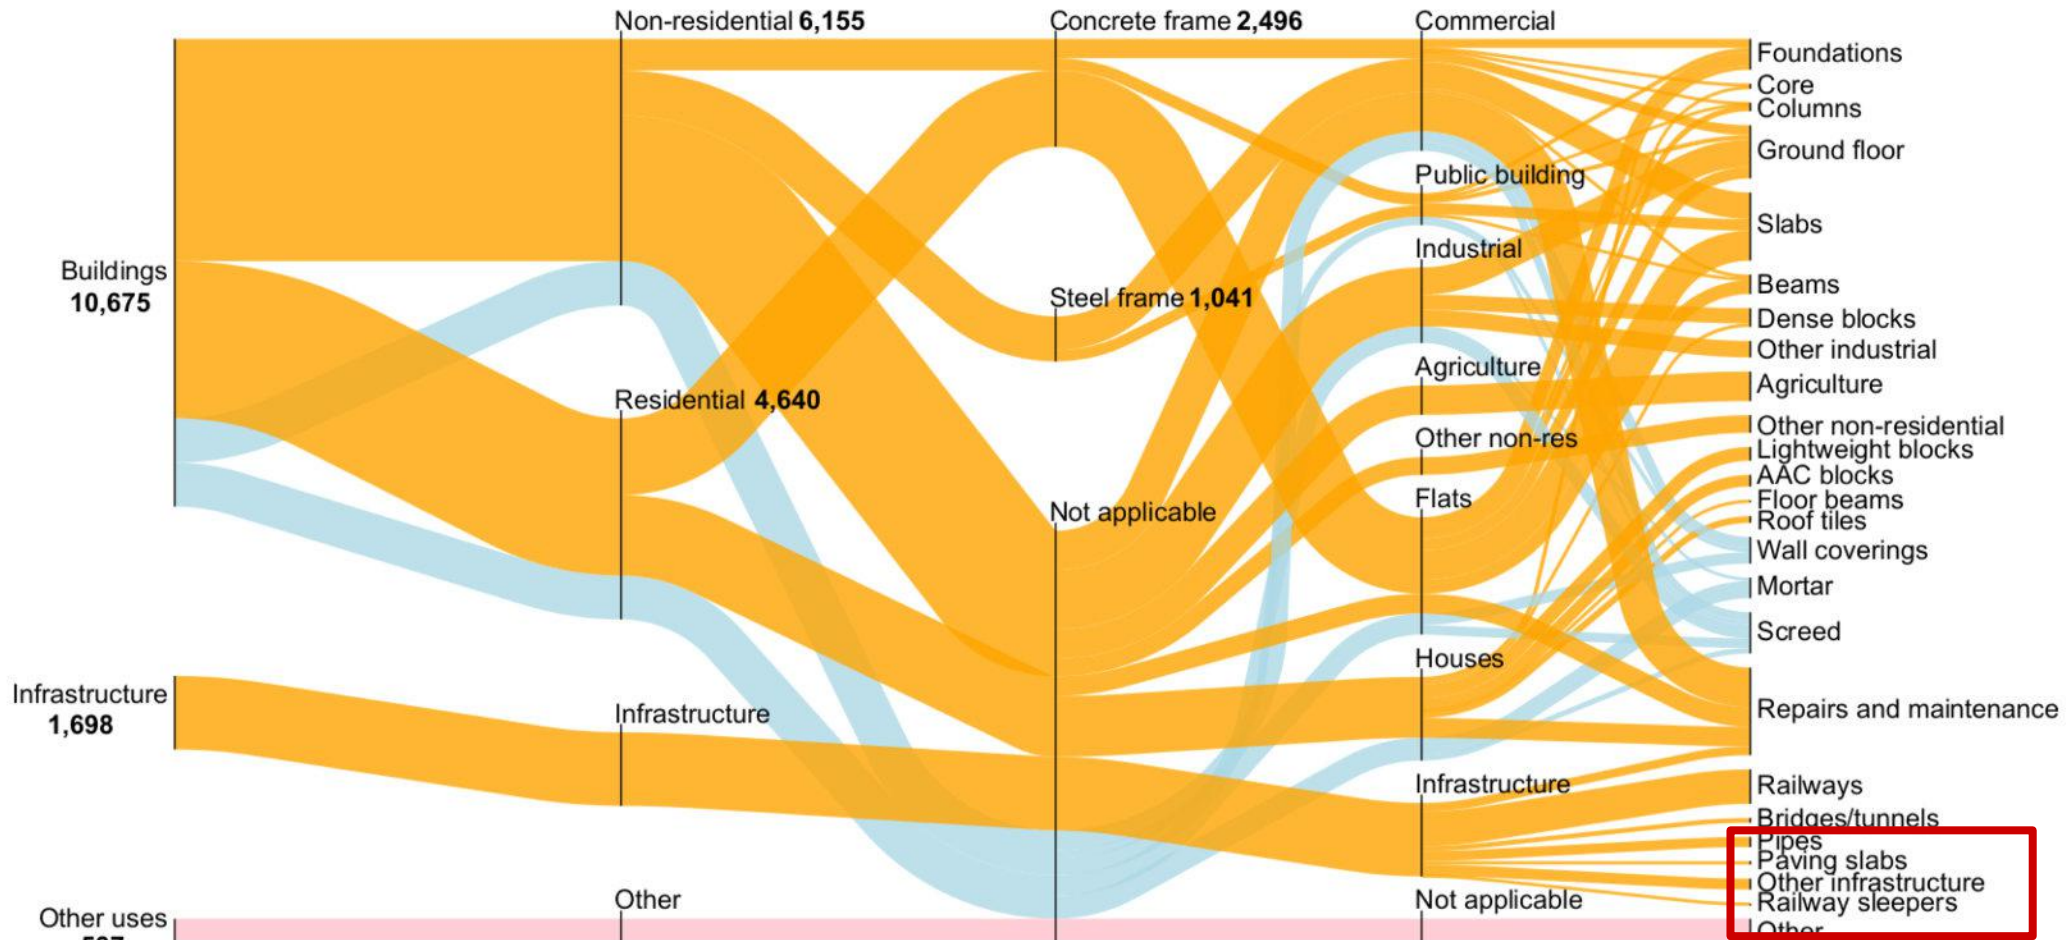 Non-residential 6,155
Concrete frame 2,496
Commercial
Foundations
Core
Columns
Ground floor
Public building
Slabs
Industrial
Buildings
10,675
Steel frame 1,041
Beams
Dense blocks
Other industrial
Agriculture
Agriculture
Residential 4,640
Other non-residential
Other non-res
Lightweight blocks
AAC blocks
Flats
Floor beams
Not applicable
Roof tiles
Wall coverings
Mortar
Screed
Houses
Infrastructure
1,698
Infrastructure
Repairs and maintenance
Infrastructure
Railways
Bridges/tunnels
Pipes
Paving slabs
Other infrastructure
Other
Not applicable
Railway sleepers
Other uses
Other